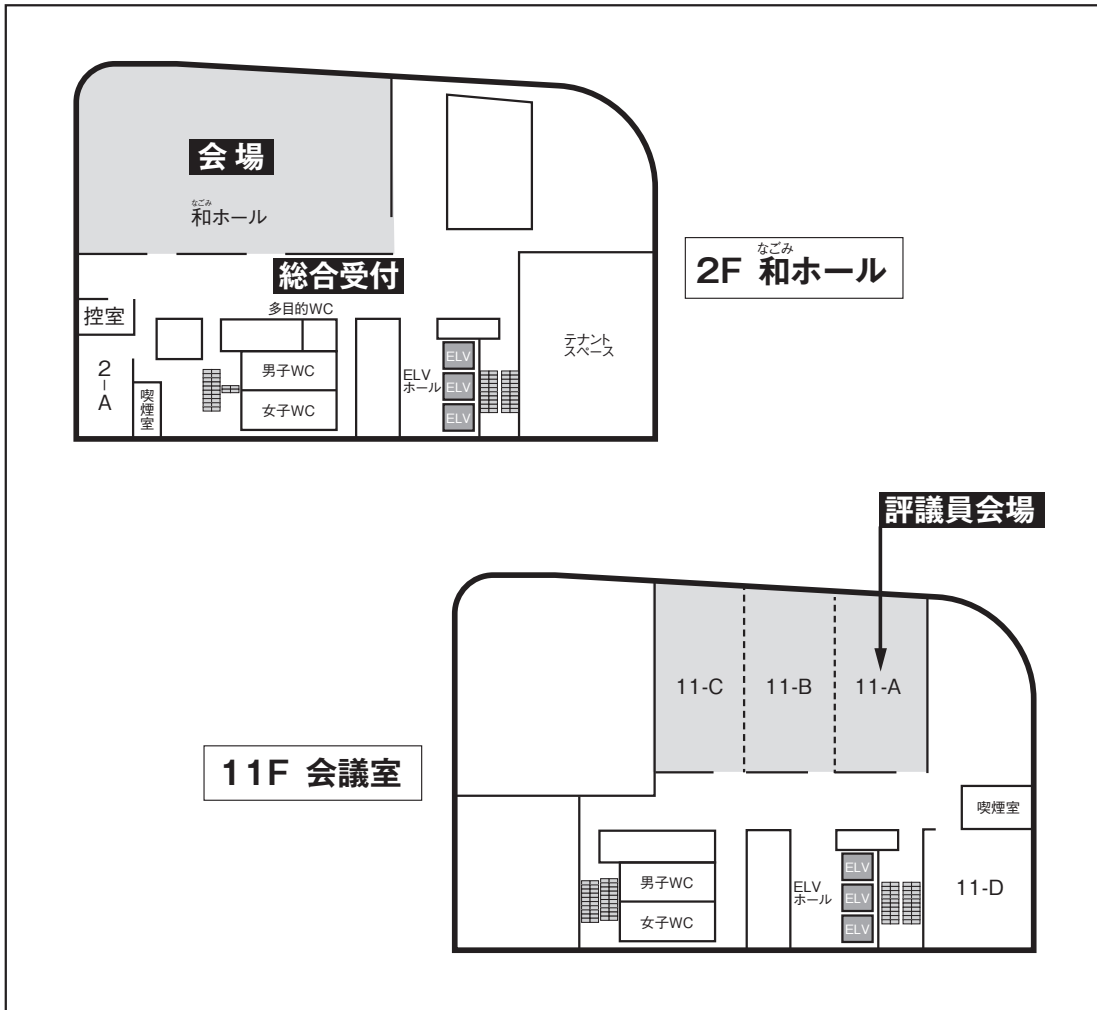 会 場
なごみ
和ホール
総合受付
多目的WC
控室
2-A
喫煙室
男子WC
女子WC
ELV
ホール
ELV
ELV
ELV
テナント
スペース
なごみ
2F 和ホール
評議員会場
11-C
11-B
11-A
11F 会議室
喫煙室
男子WC
女子WC
ELV
ホール
ELV
ELV
ELV
11-D